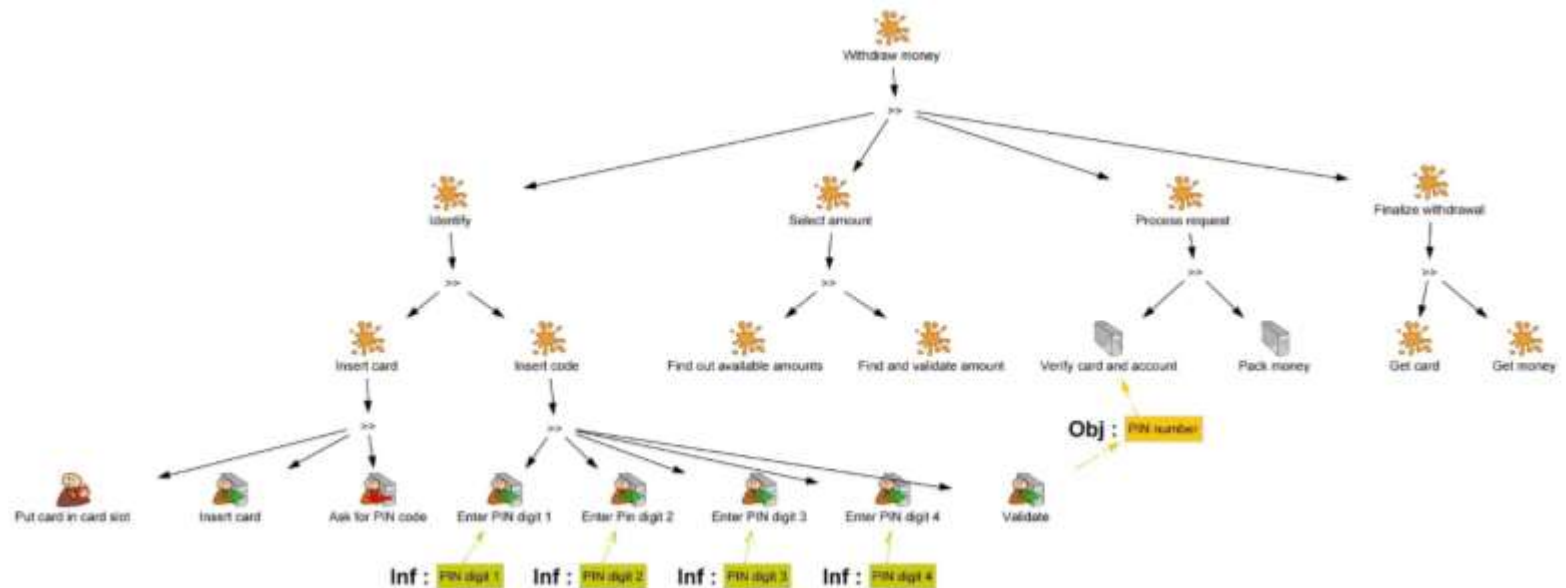 Withdraw money
>>
Identify
Select amount
Process request
Finalize withdrawal
>>
>>
>>
>>
Insert card
Insert code
Find out available amounts
Find and validate amount
Verify card and account
Pack money
Get card
Get money
>>
>>
Obj : PIN number
Put card in card slot
Insert card
Ask for PIN code
Enter PIN digit 1
Enter Pin digit 2
Enter PIN digit 3
Enter PIN digit 4
Validate
Inf : PIN digit 1
Inf : PIN digit 2
Inf : PIN digit 3
Inf : PIN digit 4